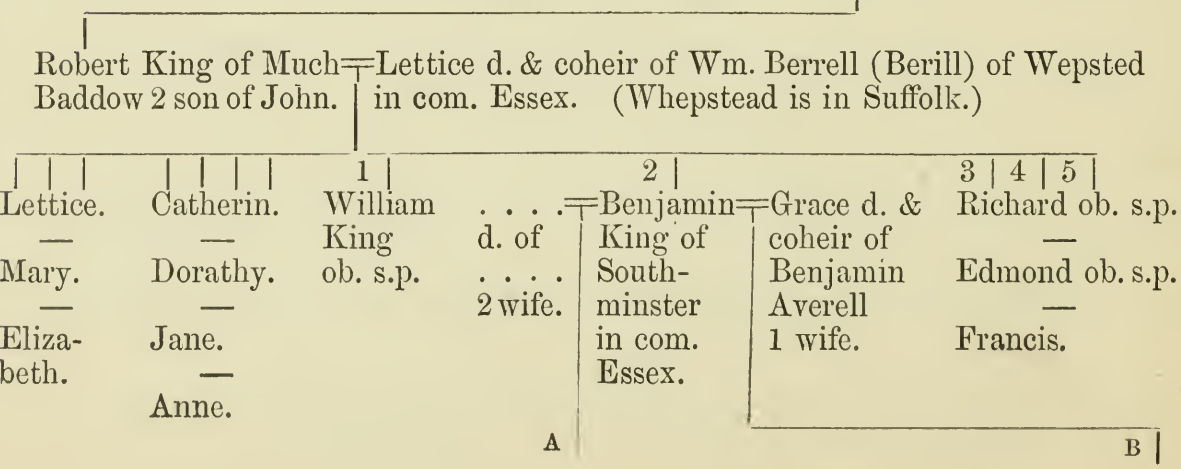 Robert King of Much
Baddow 2 son of John.
Lettice d. & coheir of Wm. Berrell (Berill) of Wepsted
in com. Essex. (Whepstead is in Suffolk.)
Lettice.
—
Mary.
—
Eliza-
beth.
Catherin.
—
Dorathy.
—
Jane.
—
Anne.
1
William
King
ob. s.p.
. . . .
d. of
. . . .
2 wife.
2
Benjamin
King of
South-
minster
in com.
Essex.
Grace d. &
coheir of
Benjamin
Averell
1 wife.
3 4 5
Richard ob. s.p.
—
Edmond ob. s.p.
—
Francis.
A
B